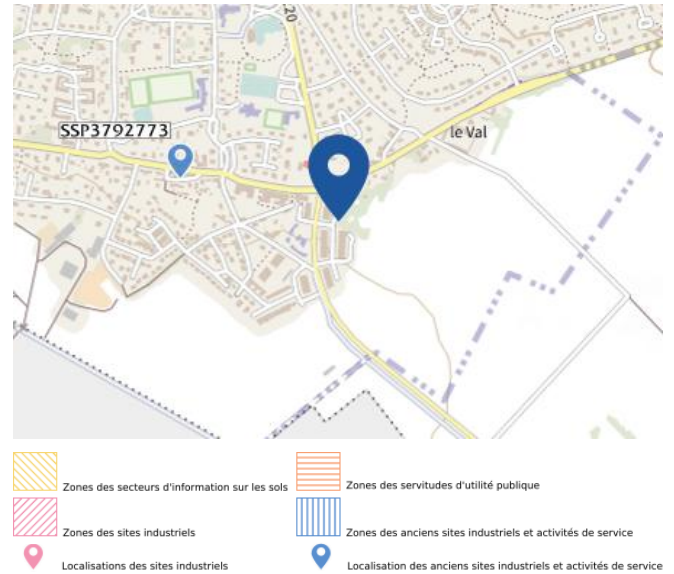 20
SSP3792773
le Val
Zones des secteurs d'information sur les sols
Zones des servitudes d'utilité publique
Zones des sites industriels
Zones des anciens sites industriels et activités de service
Localisations des sites industriels
Localisation des anciens sites industriels et activités de service